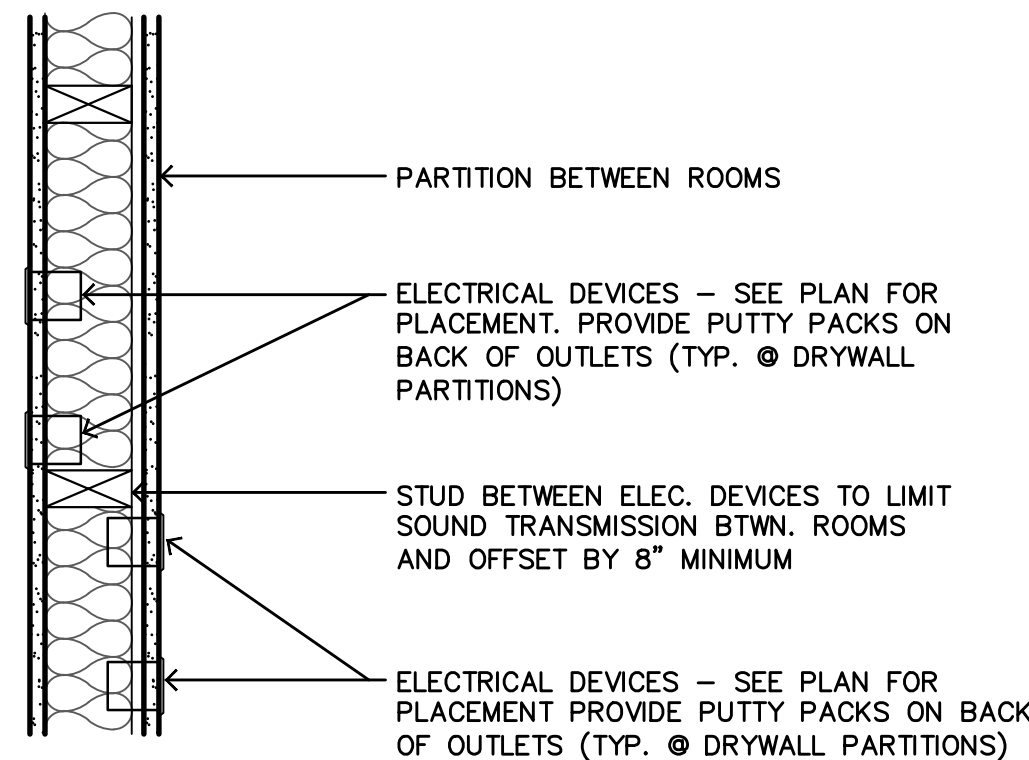 PARTITION BETWEEN ROOMS
ELECTRICAL DEVICES – SEE PLAN FOR
PLACEMENT. PROVIDE PUTTY PACKS ON
BACK OF OUTLETS (TYP. @ DRYWALL
PARTITIONS)
STUD BETWEEN ELEC. DEVICES TO LIMIT
SOUND TRANSMISSION BTWN. ROOMS
AND OFFSET BY 8” MINIMUM
ELECTRICAL DEVICES – SEE PLAN FOR
PLACEMENT PROVIDE PUTTY PACKS ON BACK
OF OUTLETS (TYP. @ DRYWALL PARTITIONS)